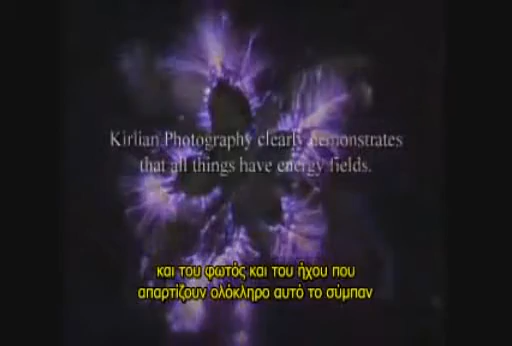 Kirlian Photography clearly demonstrates
that all things have energy fields.
και του φωτός και του ήχου που
απαρτίζουν ολόκληρο αυτό το σύμπαν